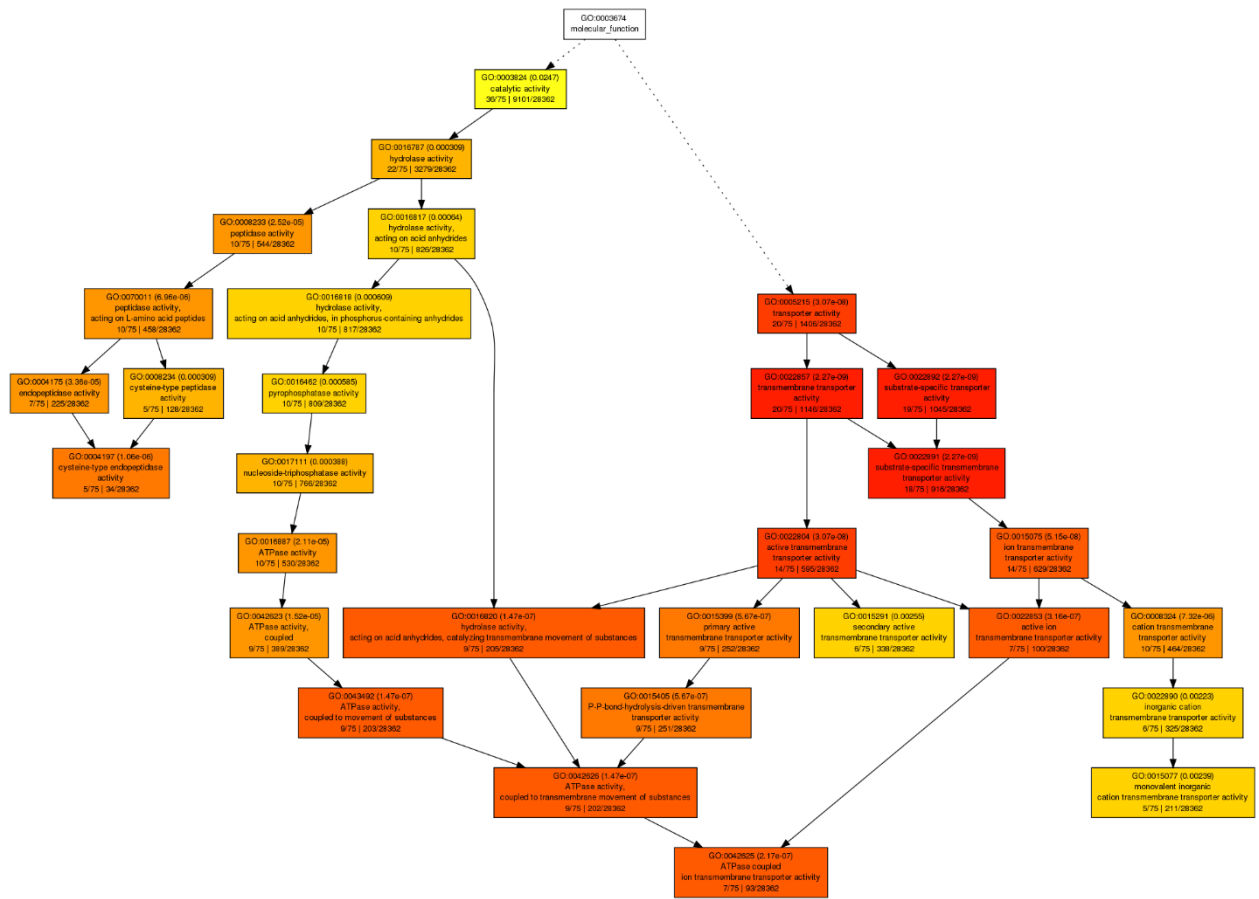 GO:0003674
molecular_function
GO:0003824 (0.0247)
catalytic activity
36/75 | 9101/28362
GO:0016787 (0.000309)
hydrolase activity
22/75 | 3279/28362
GO:0008233 (2.52e-05)
peptidase activity
10/75 | 544/28362
GO:0016817 (0.00064)
hydrolase activity,
acting on acid anhydrides
10/75 | 826/28362
GO:0070011 (6.96e-06)
peptidase activity,
acting on L-amino acid peptides
10/75 | 458/28362
GO:0016818 (0.000609)
hydrolase activity,
acting on acid anhydrides, in phosphorus-containing anhydrides
10/75 | 817/28362
GO:0005215 (3.07e-08)
transporter activity
20/75 | 1406/28362
GO:0004175 (3.36e-05)
endopeptidase activity
7/75 | 225/28362
GO:0008234 (0.000309)
cysteine-type peptidase
activity
5/75 | 128/28362
GO:0016462 (0.000585)
pyrophosphatase activity
10/75 | 809/28362
GO:0022857 (2.27e-09)
transmembrane transporter
activity
20/75 | 1146/28362
GO:0022892 (2.27e-09)
substrate-specific transporter
activity
19/75 | 1045/28362
GO:0004197 (1.06e-06)
cysteine-type endopeptidase
activity
5/75 | 34/28362
GO:0017111 (0.000388)
nucleoside-triphosphatase activity
10/75 | 766/28362
GO:0022891 (2.27e-09)
substrate-specific transmembrane
transporter activity
18/75 | 916/28362
GO:0016887 (2.11e-05)
ATPase activity
10/75 | 530/28362
GO:0022804 (3.07e-08)
active transmembrane
transporter activity
14/75 | 595/28362
GO:0015075 (5.15e-08)
ion transmembrane
transporter activity
14/75 | 629/28362
GO:0042623 (1.52e-05)
ATPase activity,
coupled
9/75 | 389/28362
GO:0016820 (1.47e-07)
hydrolase activity,
acting on acid anhydrides, catalyzing transmembrane movement of substances
9/75 | 205/28362
GO:0015399 (5.67e-07)
primary active
transmembrane transporter activity
9/75 | 252/28362
GO:0015291 (0.00255)
secondary active
transmembrane transporter activity
6/75 | 338/28362
GO:0022853 (3.16e-07)
active ion
transmembrane transporter activity
7/75 | 100/28362
GO:0008324 (7.32e-06)
cation transmembrane
transporter activity
10/75 | 464/28362
GO:0043492 (1.47e-07)
ATPase activity,
coupled to movement of substances
9/75 | 203/28362
GO:0015405 (5.67e-07)
P-P-bond-hydrolysis-driven transmembrane
transporter activity
9/75 | 251/28362
GO:0022890 (0.00223)
inorganic cation
transmembrane transporter activity
6/75 | 325/28362
GO:0042626 (1.47e-07)
ATPase activity,
coupled to transmembrane movement of substances
9/75 | 202/28362
GO:0015077 (0.00239)
monovalent inorganic
cation transmembrane transporter activity
5/75 | 211/28362
GO:0042625 (2.17e-07)
ATPase coupled
ion transmembrane transporter activity
7/75 | 93/28362